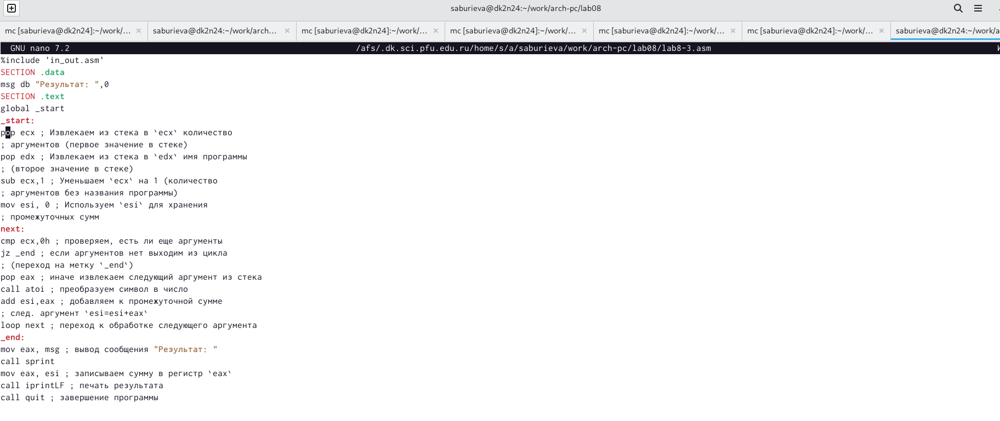 saburieva@dk2n24:~/work/arch-pc/lab08
mc [saburieva@dk2n24]:~/work/... × saburieva@dk2n24:~/work/arch... × mc [saburieva@dk2n24]:~/work/... × mc [saburieva@dk2n24]:~/work/... × mc [saburieva@dk2n24]:~/work/... × mc [saburieva@dk2n24]:~/work/... × saburieva@dk2n24:~/work/a
GNU nano 7.2 /afs/.dk.sci.pfu.edu.ru/home/s/a/saburieva/work/arch-pc/lab08/lab8-3.asm
%include 'in_out.asm'
SECTION .data
msg db "Результат: ",0
SECTION .text
global _start
_start:
pop ecx ; Извлекаем из стека в `ecx` количество
; аргументов (первое значение в стеке)
pop edx ; Извлекаем из стека в `edx` имя программы
; (второе значение в стеке)
sub ecx,1 ; Уменьшаем `ecx` на 1 (количество
; аргументов без названия программы)
mov esi, 0 ; Используем `esi` для хранения
; промежуточных сумм
next:
cmp ecx,0h ; проверяем, есть ли еще аргументы
jz _end ; если аргументов нет выходим из цикла
; (переход на метку `_end`)
pop eax ; иначе извлекаем следующий аргумент из стека
call atoi ; преобразуем символ в число
add esi,eax ; добавляем к промежуточной сумме
; след. аргумент `esi=esi+eax`
loop next ; переход к обработке следующего аргумента
_end:
mov eax, msg ; вывод сообщения "Результат: "
call sprint
mov eax, esi ; записываем сумму в регистр `eax`
call iprintLF ; печать результата
call quit ; завершение программы